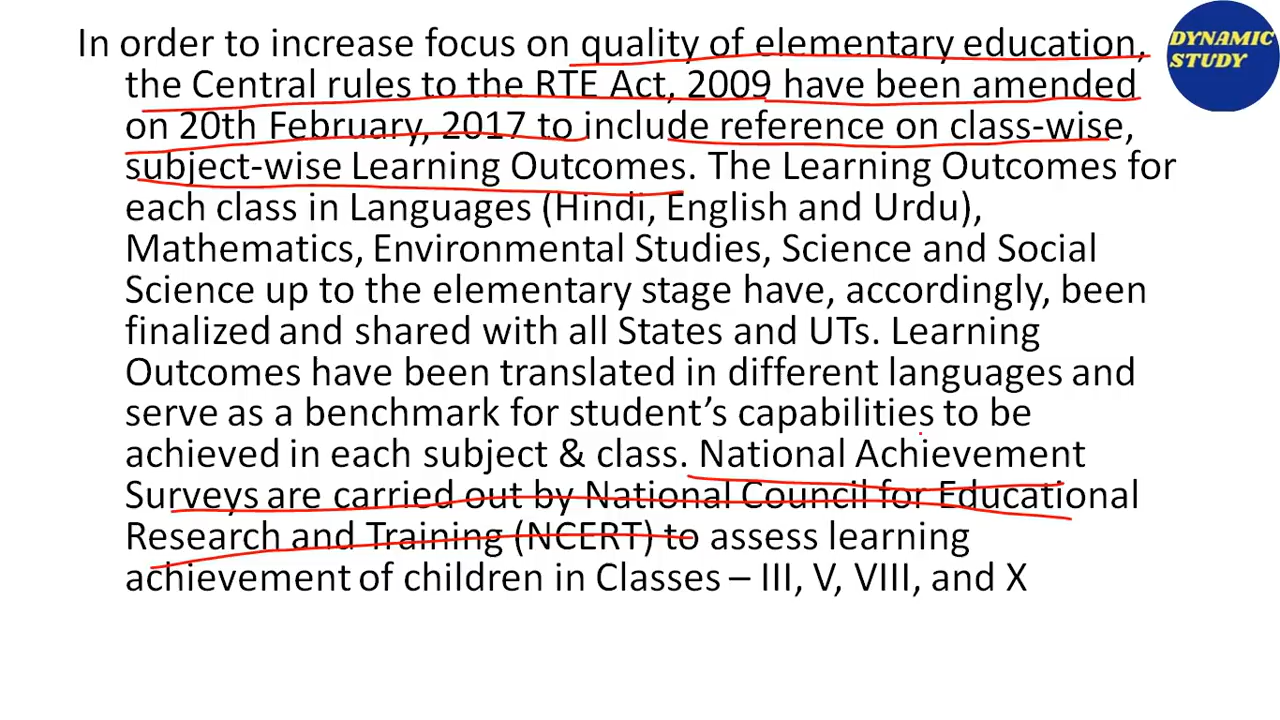 In order to increase focus on quality of elementary education,
the Central rules to the RTE Act, 2009 have been amended
on 20th February, 2017 to include reference on class-wise,
subject-wise Learning Outcomes. The Learning Outcomes for
each class in Languages (Hindi, English and Urdu),
Mathematics, Environmental Studies, Science and Social
Science up to the elementary stage have, accordingly, been
finalized and shared with all States and UTs. Learning
Outcomes have been translated in different languages and
serve as a benchmark for student’s capabilities to be
achieved in each subject & class. National Achievement
Surveys are carried out by National Council for Educational
Research and Training (NCERT) to assess learning
achievement of children in Classes – III, V, VIII, and X
DYNAMIC
STUDY